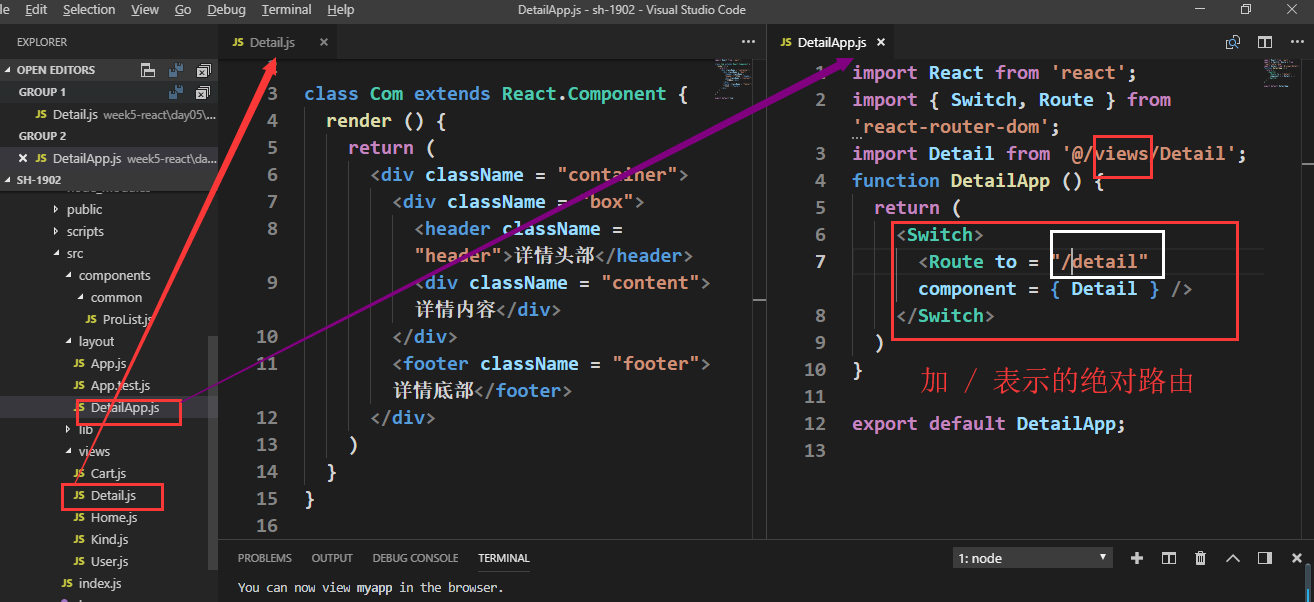 le Edit Selection View Go Debug Terminal Help DetailApp.js - sh-1902 - Visual Studio Code
EXPLORER
OPEN EDITORS
GROUP 1
JS Detail.js week5-react\day05\...
GROUP 2
JS DetailApp.js week5-react\da...
SH-1902
node_modules
public
scripts
src
components
common
JS ProList.js
layout
JS App.js
JS App.test.js
JS DetailApp.js
lib
views
JS Cart.js
JS Detail.js
JS Home.js
JS Kind.js
JS User.js
JS index.js
JS Detail.js
3 class Com extends React.Component {
4 render () {
5 return (
6 <div className = "container">
7 <div className = "box">
8 <header className =
"header">详情头部</header>
9 <div className = "content">
详情内容</div>
10 </div>
11 <footer className = "footer">
详情底部</footer>
12 </div>
13 )
14 }
15 }
16
JS DetailApp.js
1 import React from 'react';
2 import { Switch, Route } from
'react-router-dom';
3 import Detail from '@/views/Detail';
4 function DetailApp () {
5 return (
6 <Switch>
7 <Route to = "/detail"
component = { Detail } />
8 </Switch>
9 )
10 }
11
12 export default DetailApp;
13
加 / 表示的绝对路由
PROBLEMS OUTPUT DEBUG CONSOLE TERMINAL 1: node
You can now view myapp in the browser.